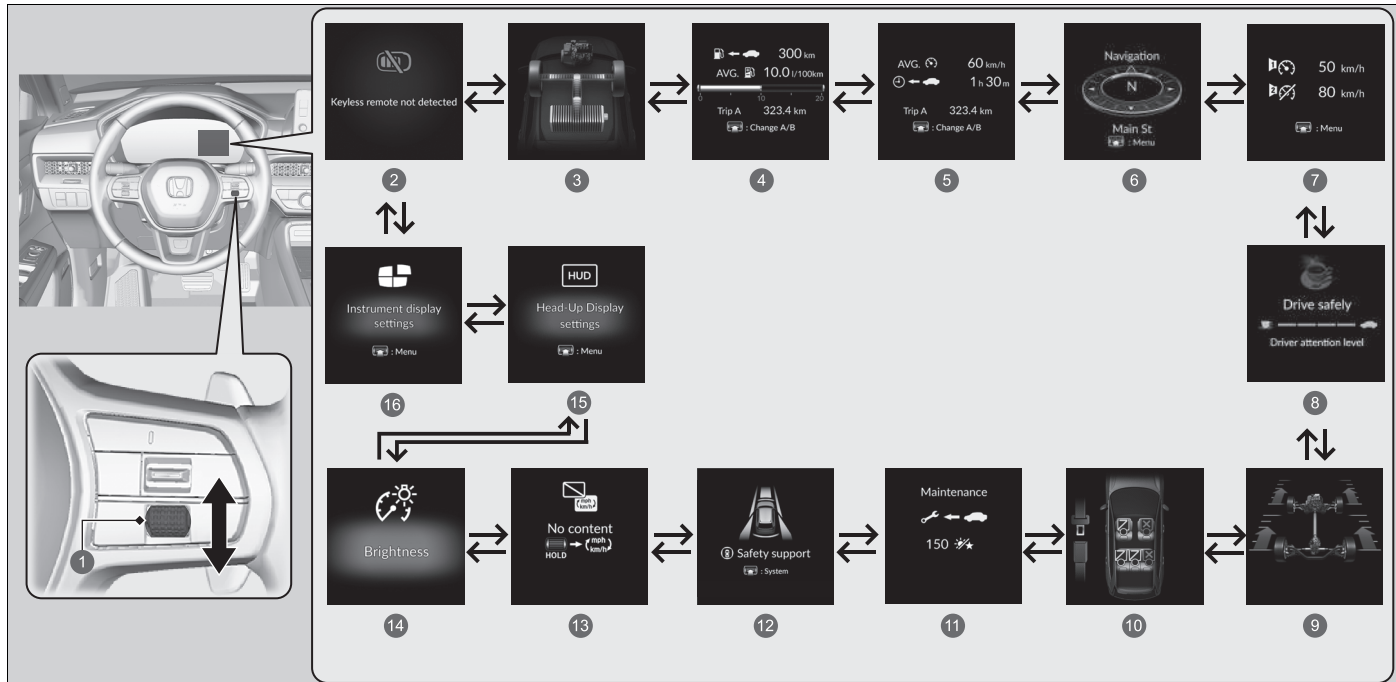 Keyless remote not detected
2
3
300 km
AVG. 10.0 l/100km
0 10 20
Trip A 323.4 km
: Change A/B
4
AVG. 60 km/h
1 h 30 m
Trip A 323.4 km
: Change A/B
5
Navigation
N
Main St
: Menu
6
1 50 km/h
2 80 km/h
: Menu
7
Instrument display
settings
: Menu
16
HUD
Head-Up Display
settings
: Menu
15
Drive safely
Driver attention level
8
1
Brightness
14
mph
km/h
No content
HOLD
mph
km/h
13
Safety support
: System
12
Maintenance
150
11
10
9